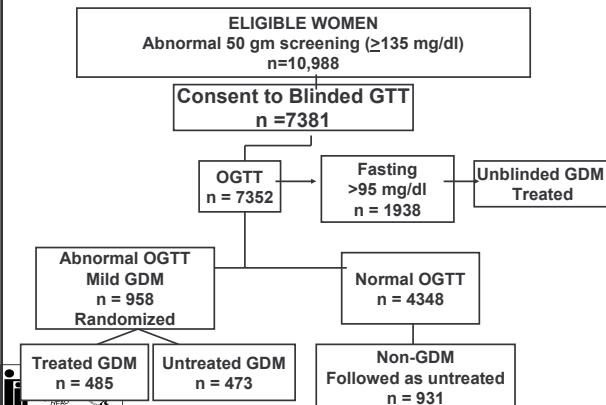 ELIGIBLE WOMEN
Abnormal 50 gm screening (≥135 mg/dl)
n=10,988
Consent to Blinded GTT
n =7381
OGTT
n = 7352
Fasting
>95 mg/dl
n = 1938
Unblinded GDM
Treated
Abnormal OGTT
Mild GDM
n = 958
Randomized
Normal OGTT
n = 4348
Treated GDM
n = 485
Untreated GDM
n = 473
Non-GDM
Followed as untreated
n = 931